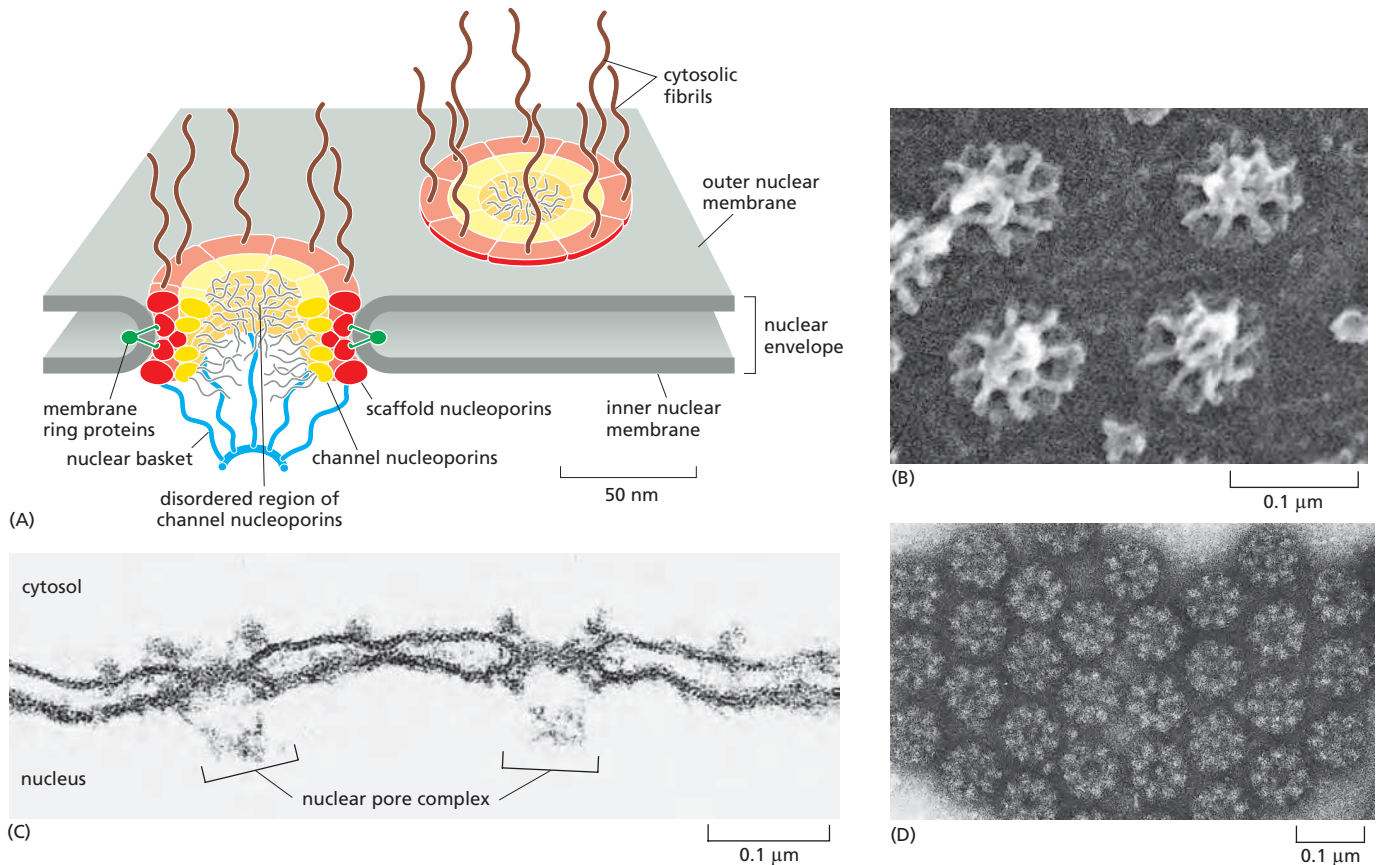 cytosolic
fibrils
outer nuclear
membrane
nuclear
envelope
membrane
ring proteins
scaffold nucleoporins
inner nuclear
membrane
nuclear basket
channel nucleoporins
disordered region of
channel nucleoporins
50 nm
(A)
(B)
0.1 μm
cytosol
nucleus
nuclear pore complex
(C)
0.1 μm
(D)
0.1 μm